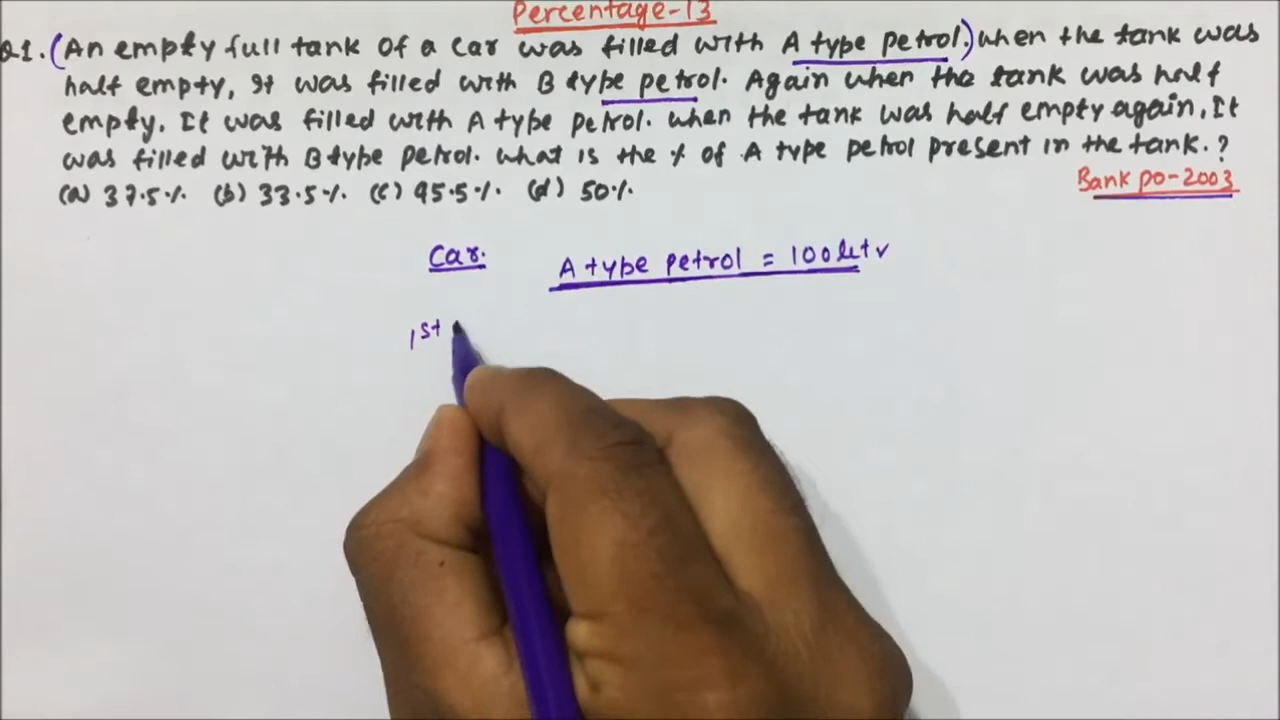 Percentage-13
Q1. (An empty full tank of a car was filled with A type petrol.) when the tank was
half empty, It was filled with B type petrol. Again when the tank was half
empty. It was filled with A type petrol. when the tank was half empty again, It
was filled with B type petrol. what is the % of A type petrol present in the tank.?
(a) 37.5%. (b) 33.5%. (c) 45.5%. (d) 50%.
Bank po-2003
Car. A type petrol = 100 letr
1st